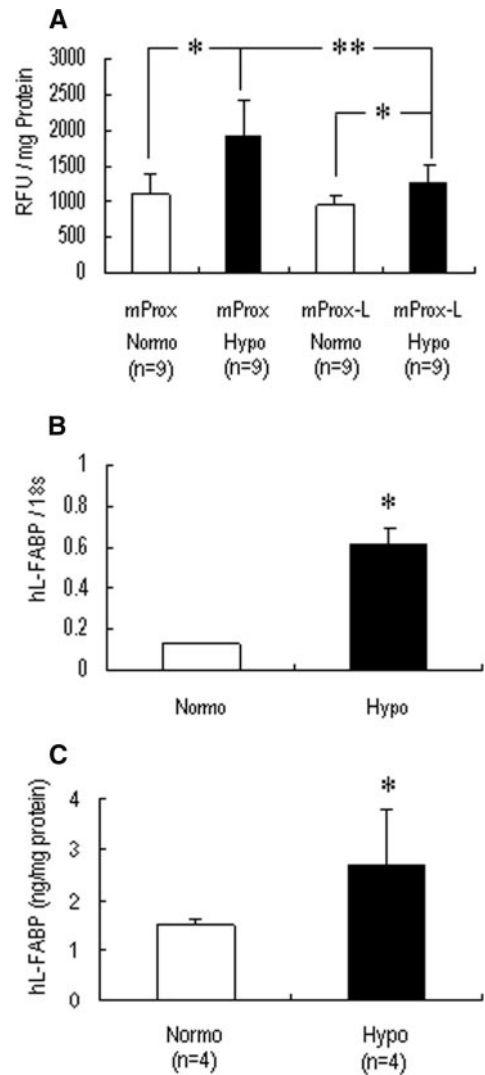 A
RFU / mg Protein
3000
2500
2000
1500
1000
500
0
* **
*
mProx mProx mProx-L mProx-L
Normo Hypo Normo Hypo
(n=9) (n=9) (n=9) (n=9)
B
hL-FABP / 18s
1
0.8
0.6
0.4
0.2
0
*
Normo Hypo
C
hL-FABP (ng/mg protein)
4
3
2
1
0
*
Normo Hypo
(n=4) (n=4)